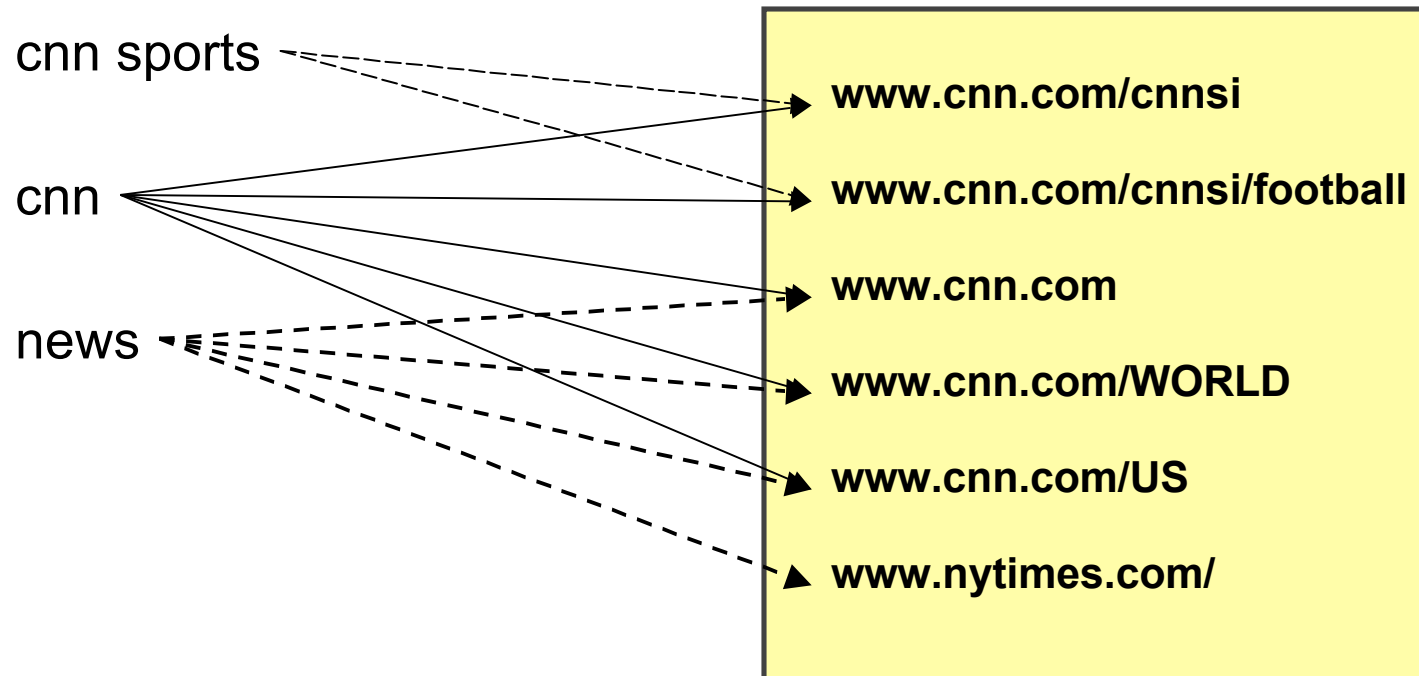 cnn sports
www.cnn.com/cnnsi
cnn
www.cnn.com/cnnsi/football
www.cnn.com
news
www.cnn.com/WORLD
www.cnn.com/US
www.nytimes.com/